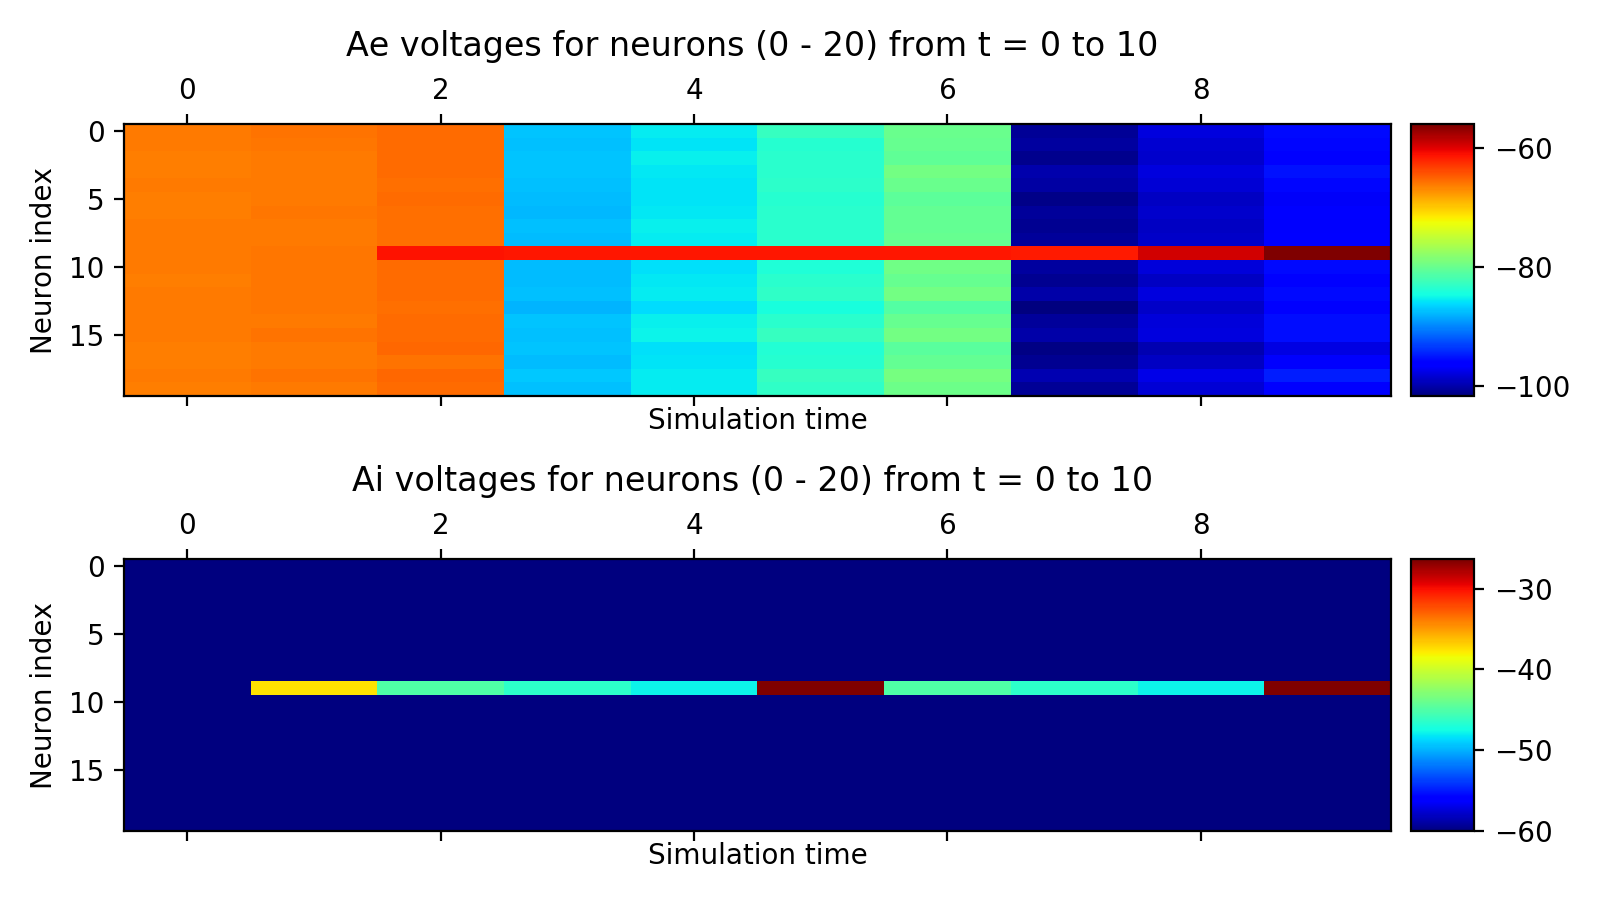 Ae voltages for neurons (0 - 20) from t = 0 to 10
0 2 4 6 8
Neuron index
0
5
10
15
−60
−80
−100
Simulation time
Ai voltages for neurons (0 - 20) from t = 0 to 10
0 2 4 6 8
Neuron index
0
5
10
15
−30
−40
−50
−60
Simulation time